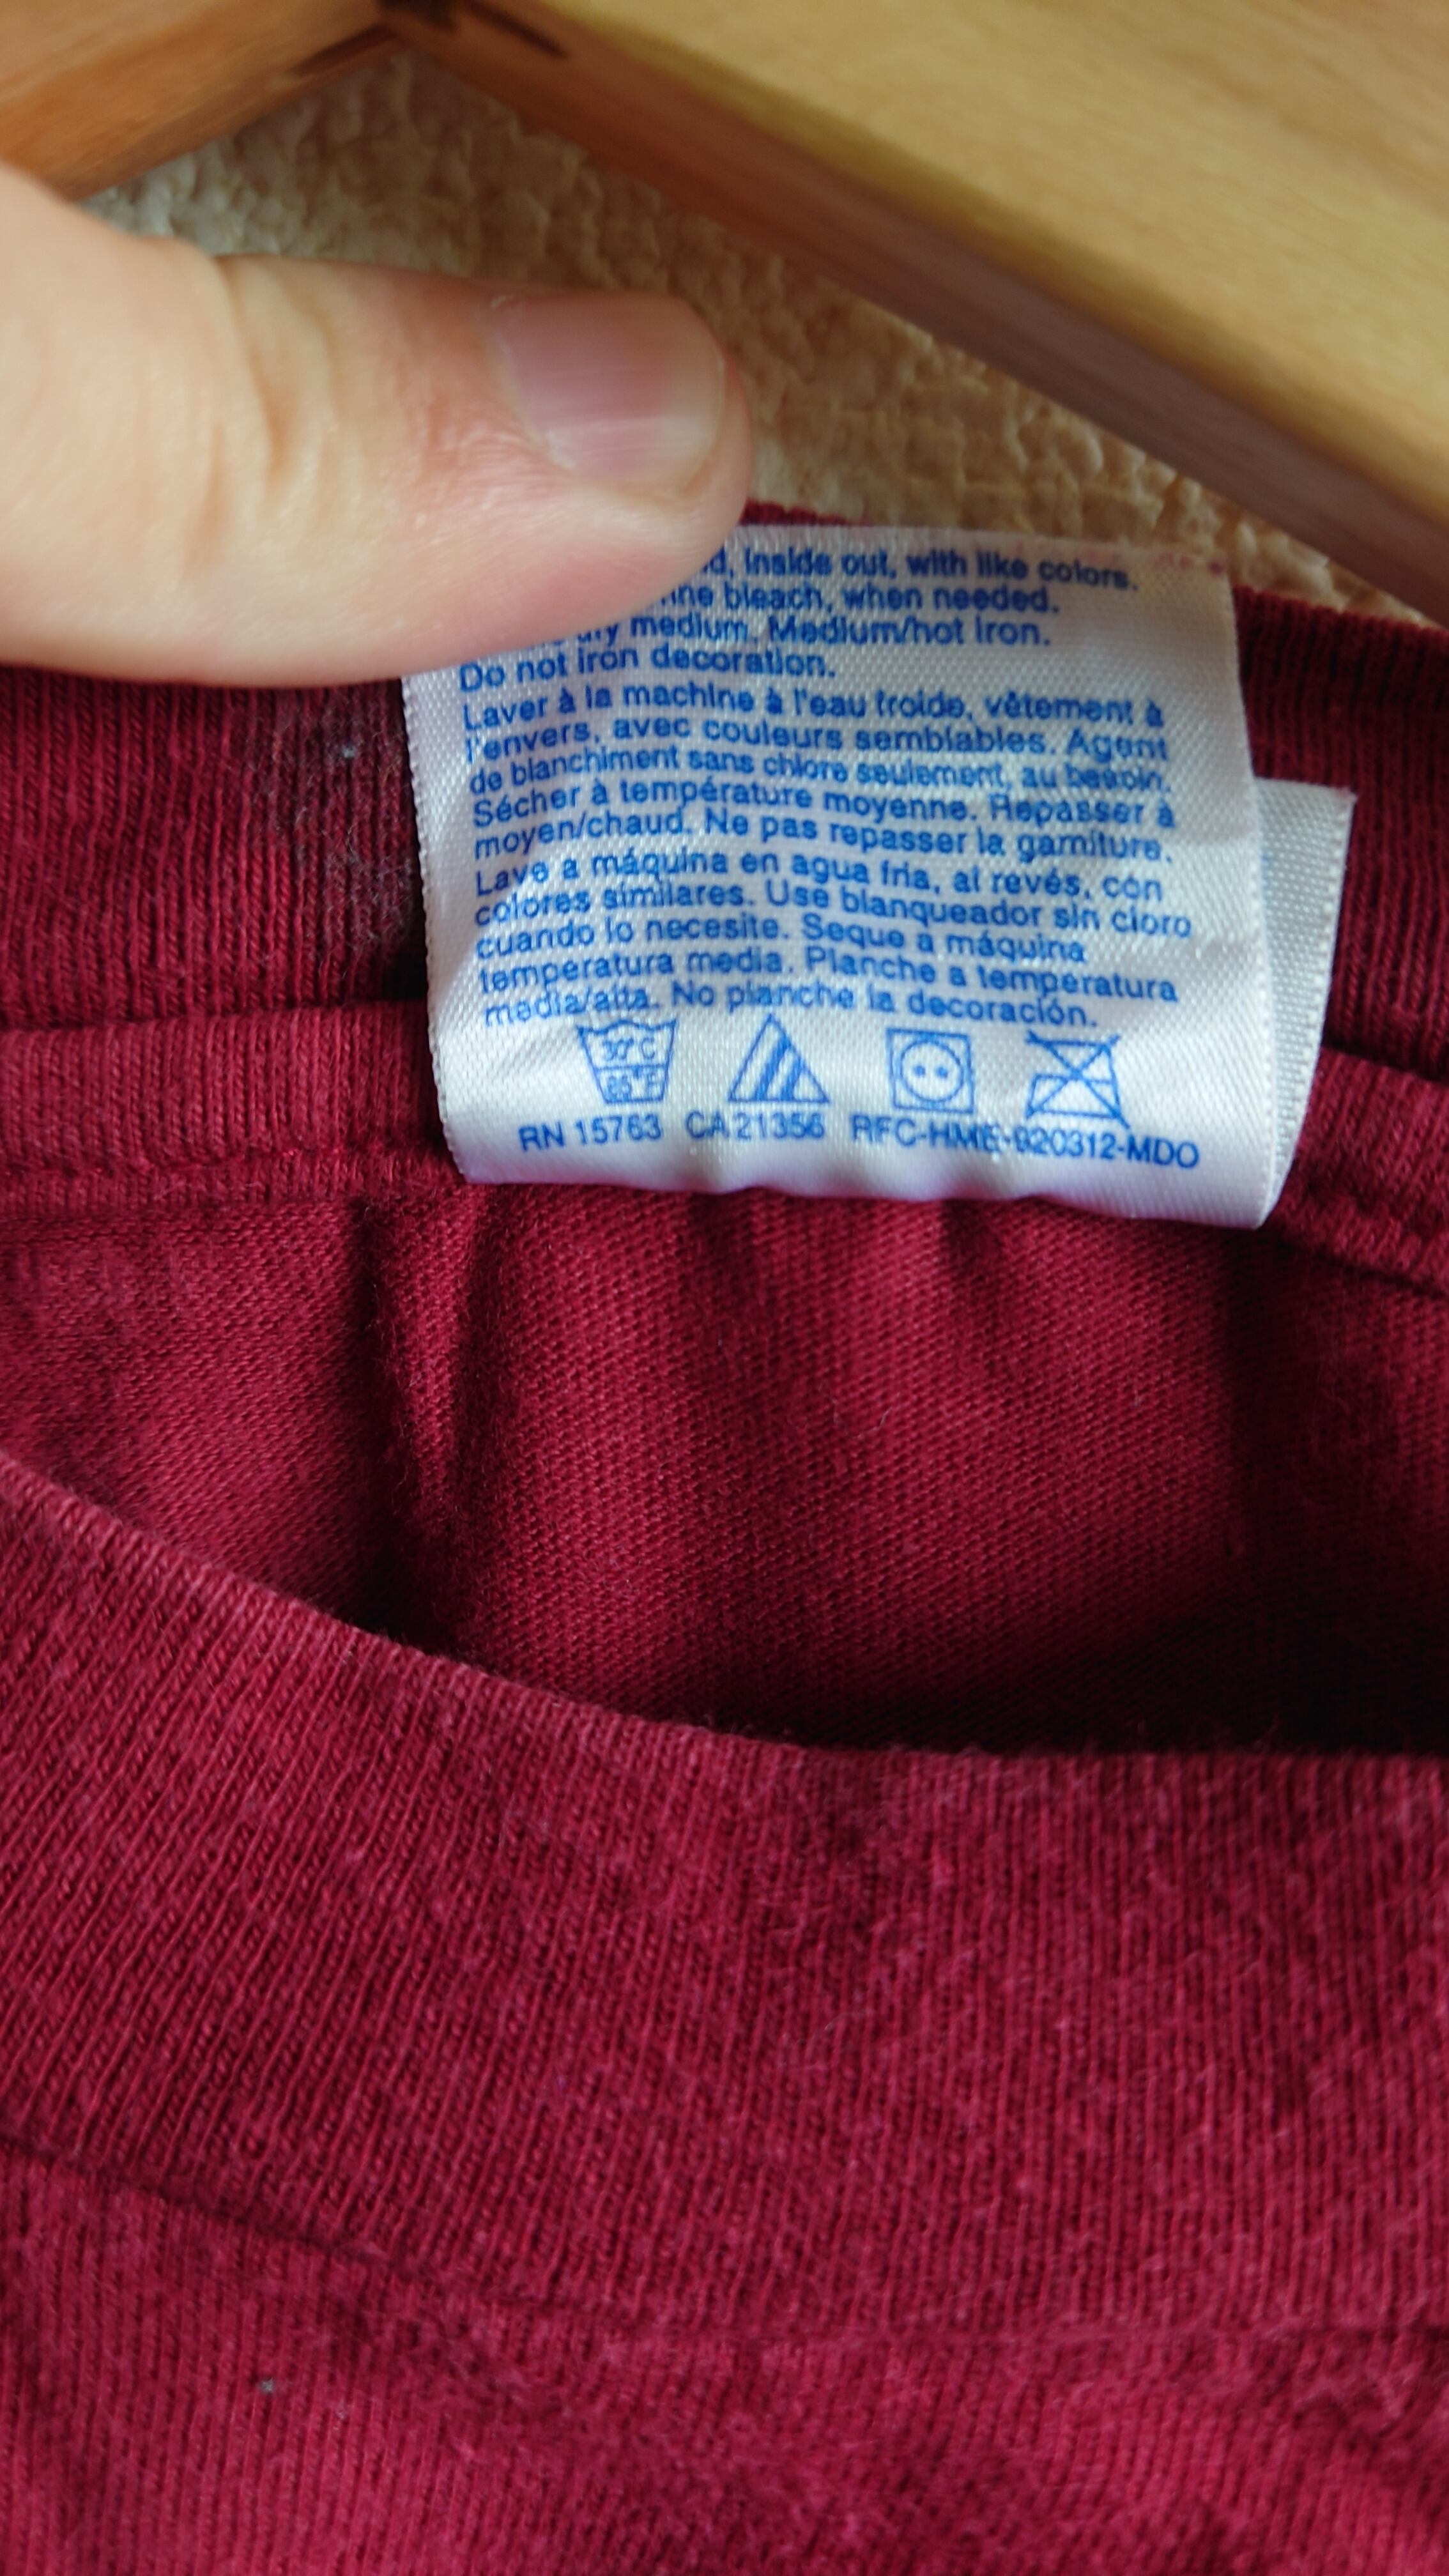 Inside out, with like colors.
bleach, when needed.
medium. Medium/hot iron.
Do not iron decoration.
Laver à la machine à l'eau froide, vêtement à
l'envers, avec couleurs semblables. Agent
de blanchiment sans chlore seulement, au besoin.
Sécher à température moyenne. Repasser à
moyen/chaud. Ne pas repasser la garniture.
Lave a máquina en agua fria, al revés, con
colores similares. Use blanqueador sin cloro
cuando lo necesite. Seque a máquina
temperatura media. Planche a temperatura
media/alta. No planche la decoración.
RN 15763 CA 21356 RFC-HME-920312-MDO